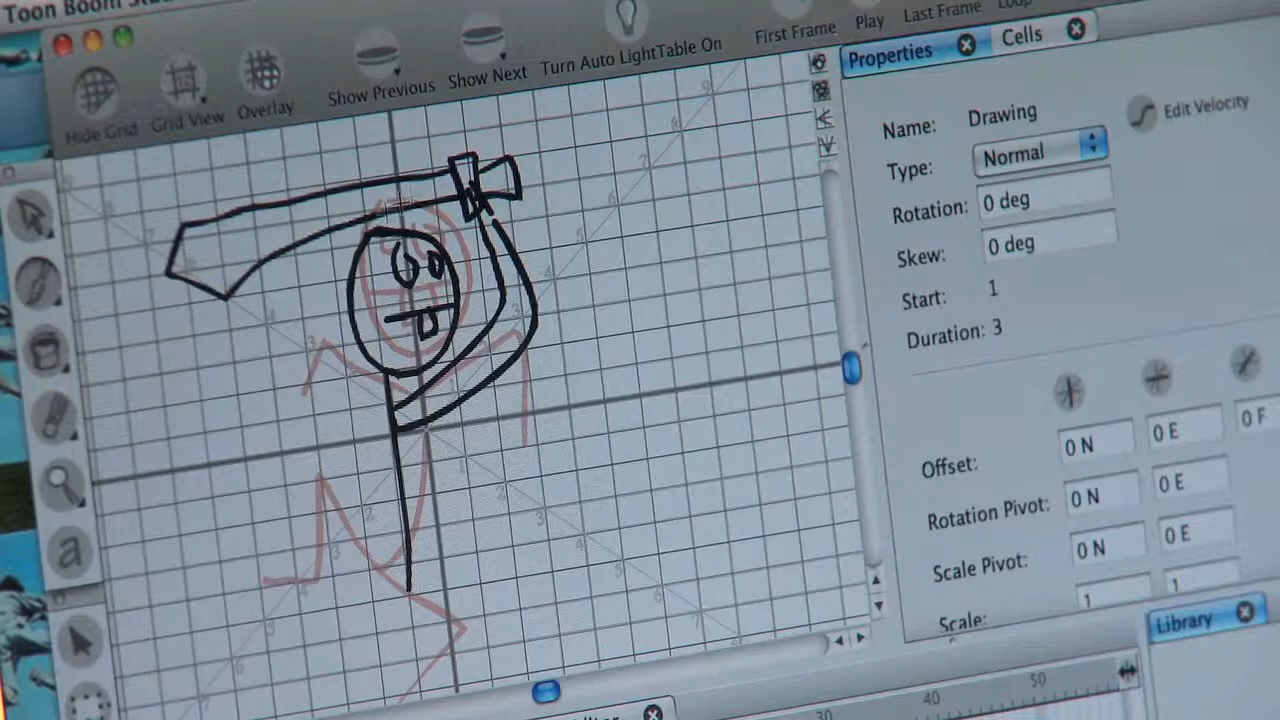 Toon Boom
Hide Grid
Grid View
Overlay
Show Previous
Show Next
Turn Auto LightTable On
First Frame
Play
Last Frame
Loop
Properties
Cells
Name: Drawing
Edit Velocity
Type: Normal
Rotation: 0 deg
Skew: 0 deg
Start: 1
Duration: 3
Offset: 0 N 0 E 0 F
Rotation Pivot: 0 N 0 E
Scale Pivot: 0 N 0 E
Scale: 1 1
Library
30 40 50
a